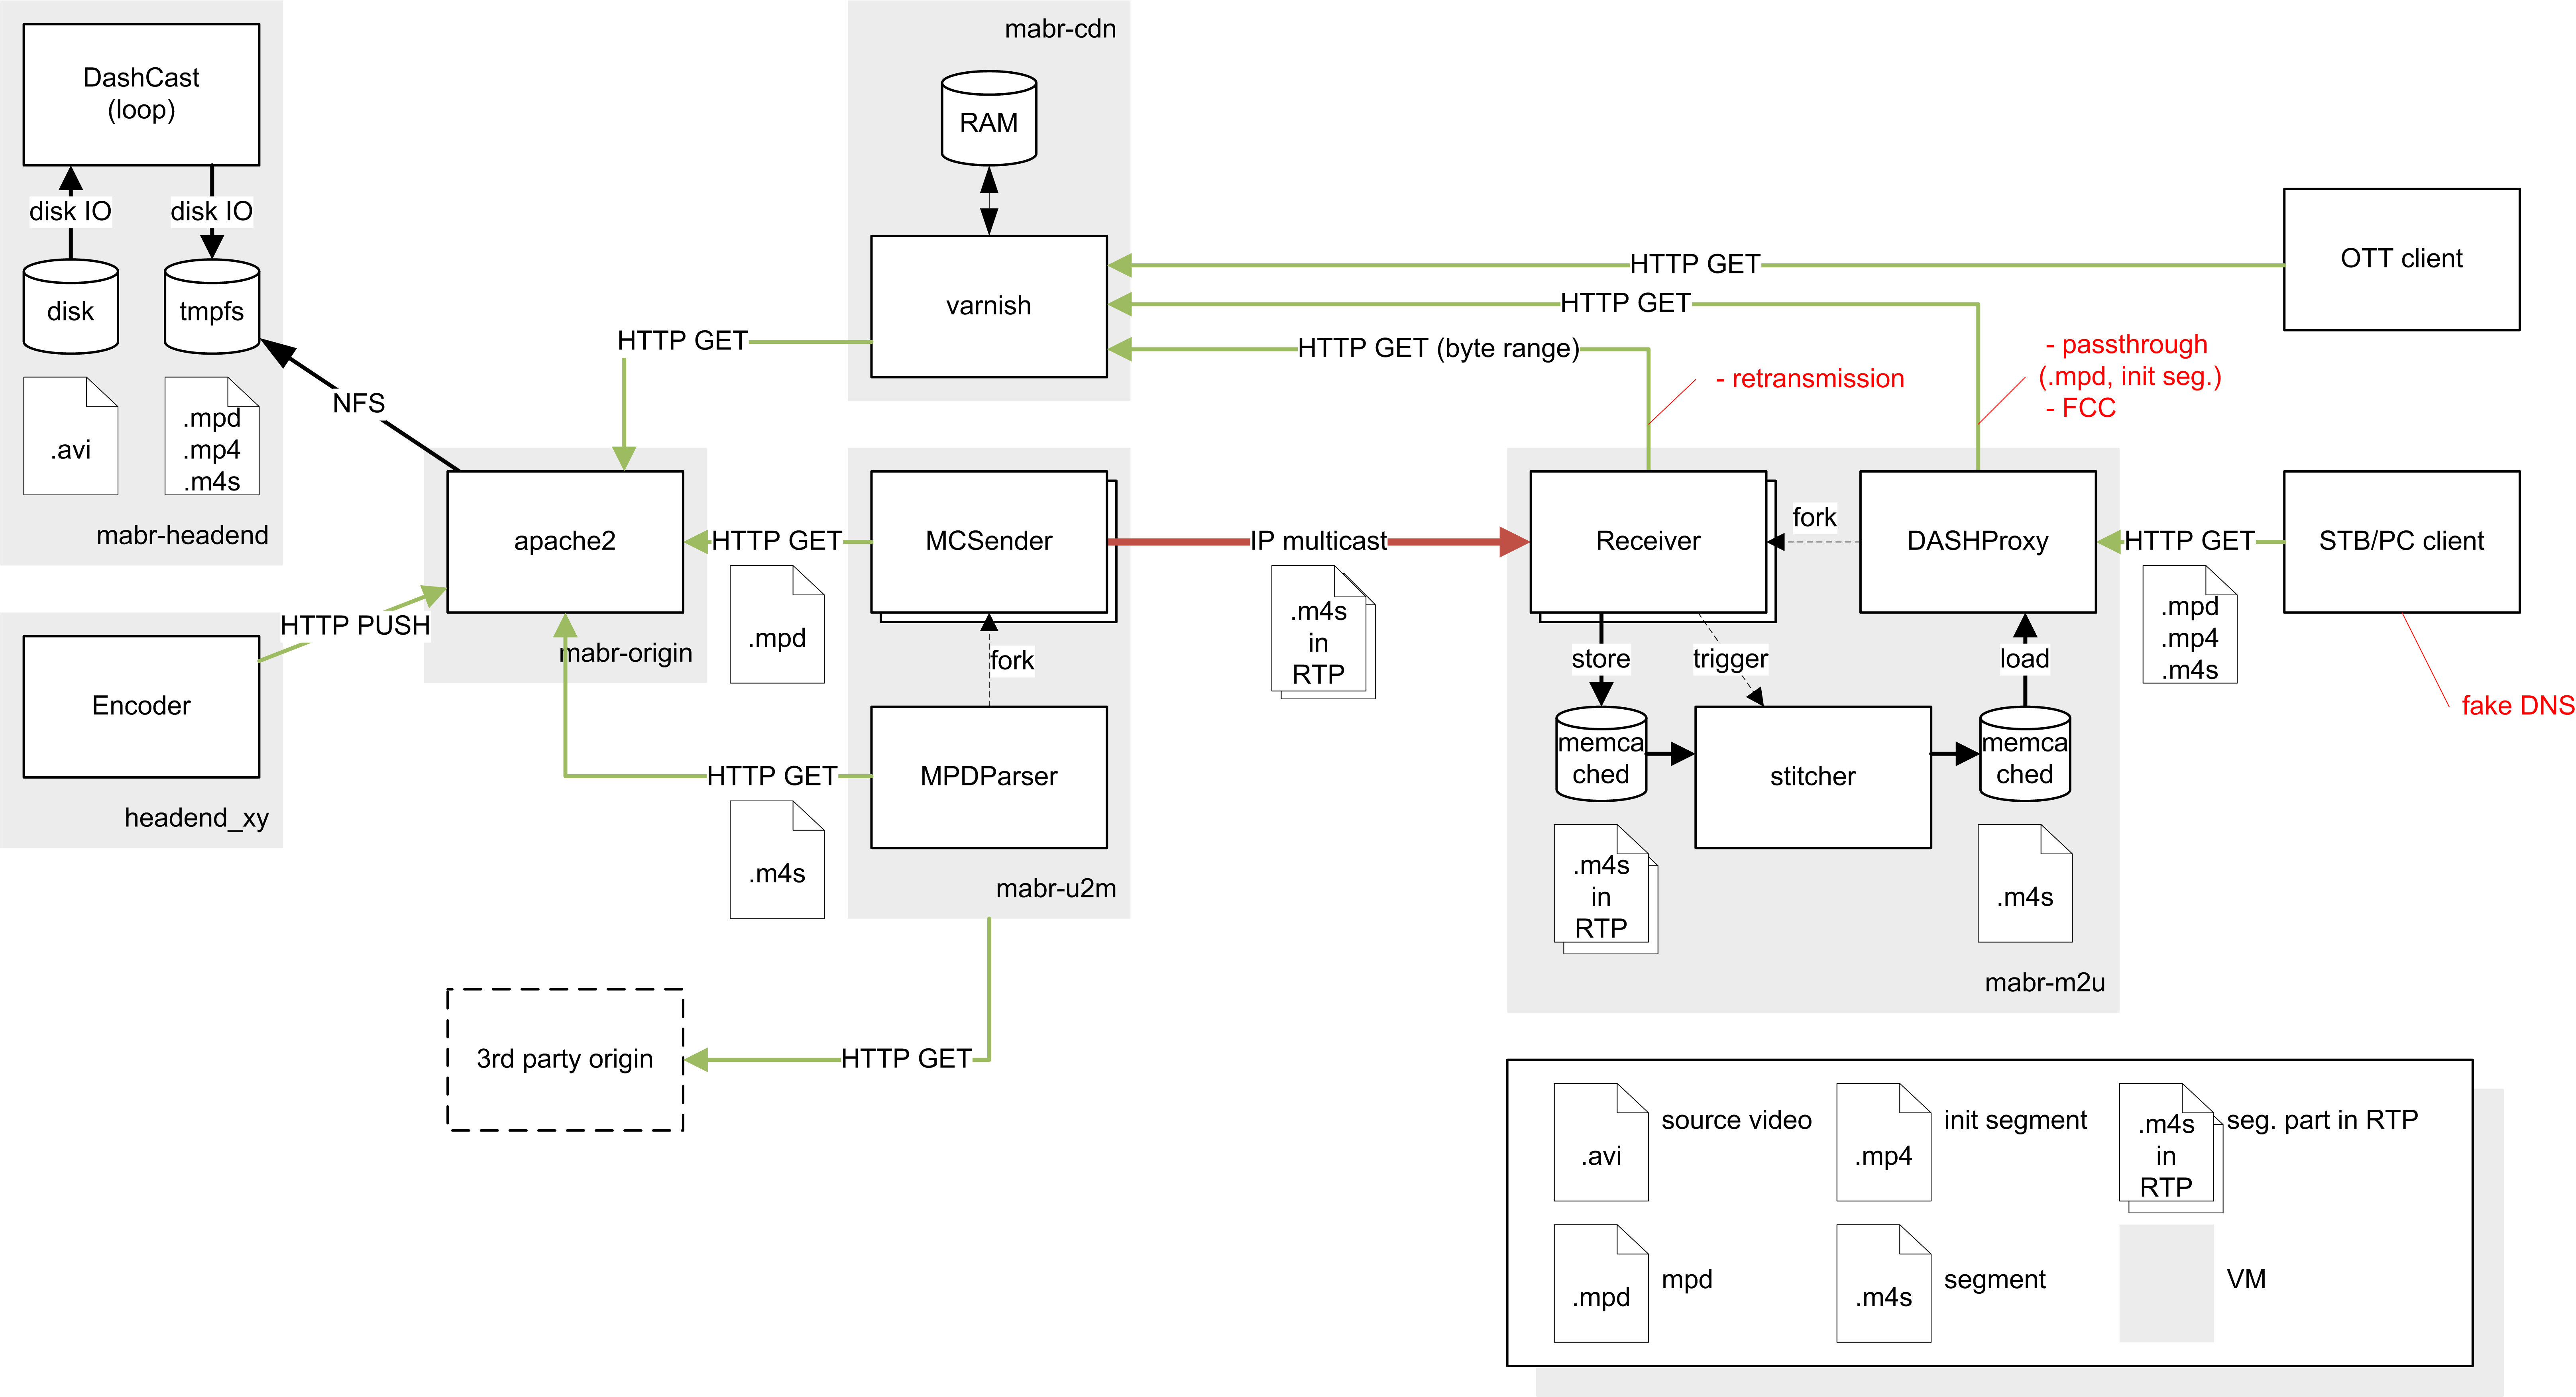 DashCast
(loop)
disk IO
disk IO
disk
tmpfs
.avi
.mpd
.mp4
.m4s
mabr-headend
NFS
HTTP PUSH
Encoder
headend_xy
mabr-cdn
RAM
varnish
HTTP GET
HTTP GET
HTTP GET
HTTP GET (byte range)
- retransmission
- passthrough
(.mpd, init seg.)
- FCC
OTT client
apache2
mabr-origin
HTTP GET
.mpd
MCSender
fork
HTTP GET
.m4s
MPDParser
mabr-u2m
IP multicast
.m4s
in
RTP
Receiver
fork
DASHProxy
HTTP GET
.mpd
.mp4
.m4s
STB/PC client
fake DNS
store
trigger
load
memca
ched
stitcher
memca
ched
.m4s
in
RTP
.m4s
mabr-m2u
3rd party origin
HTTP GET
.avi
source video
.mp4
init segment
.m4s
in
RTP
seg. part in RTP
.mpd
mpd
.m4s
segment
VM